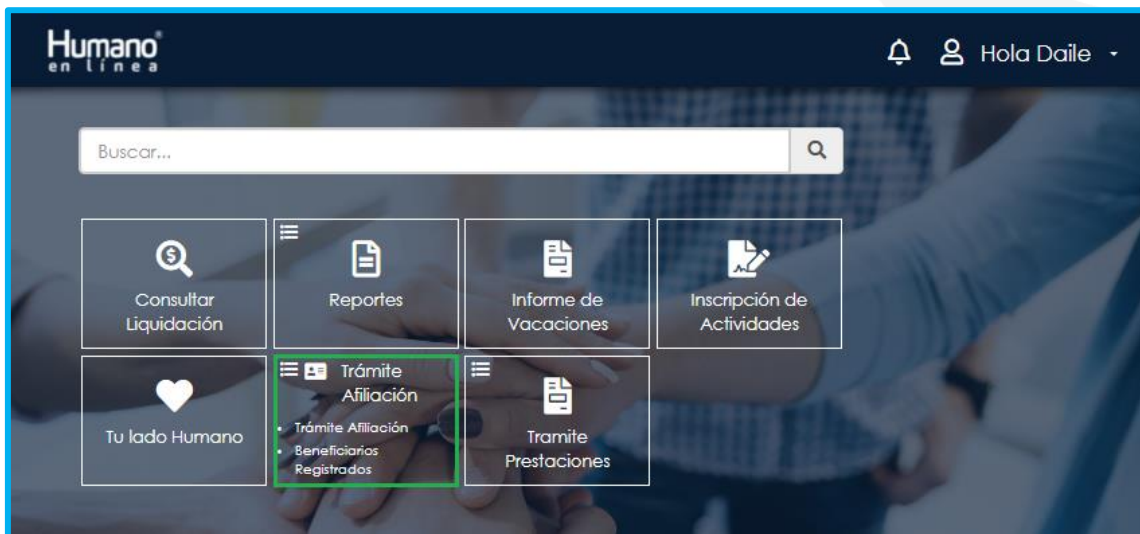 Humano®
en línea
Hola Daile
Buscar...
Consultar
Liquidación
Reportes
Informe de
Vacaciones
Inscripción de
Actividades
Tu lado Humano
Trámite
Afiliación
• Trámite Afiliación
• Beneficiarios
Registrados
Tramite
Prestaciones